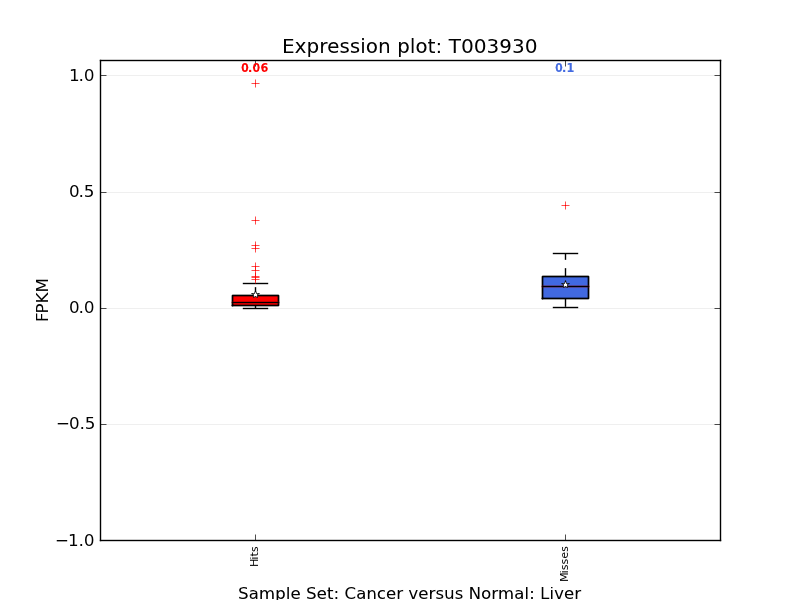 Expression plot: T003930
0.06
0.1
1.0
0.5
0.0
−0.5
−1.0
FPKM
Hits
Misses
Sample Set: Cancer versus Normal: Liver